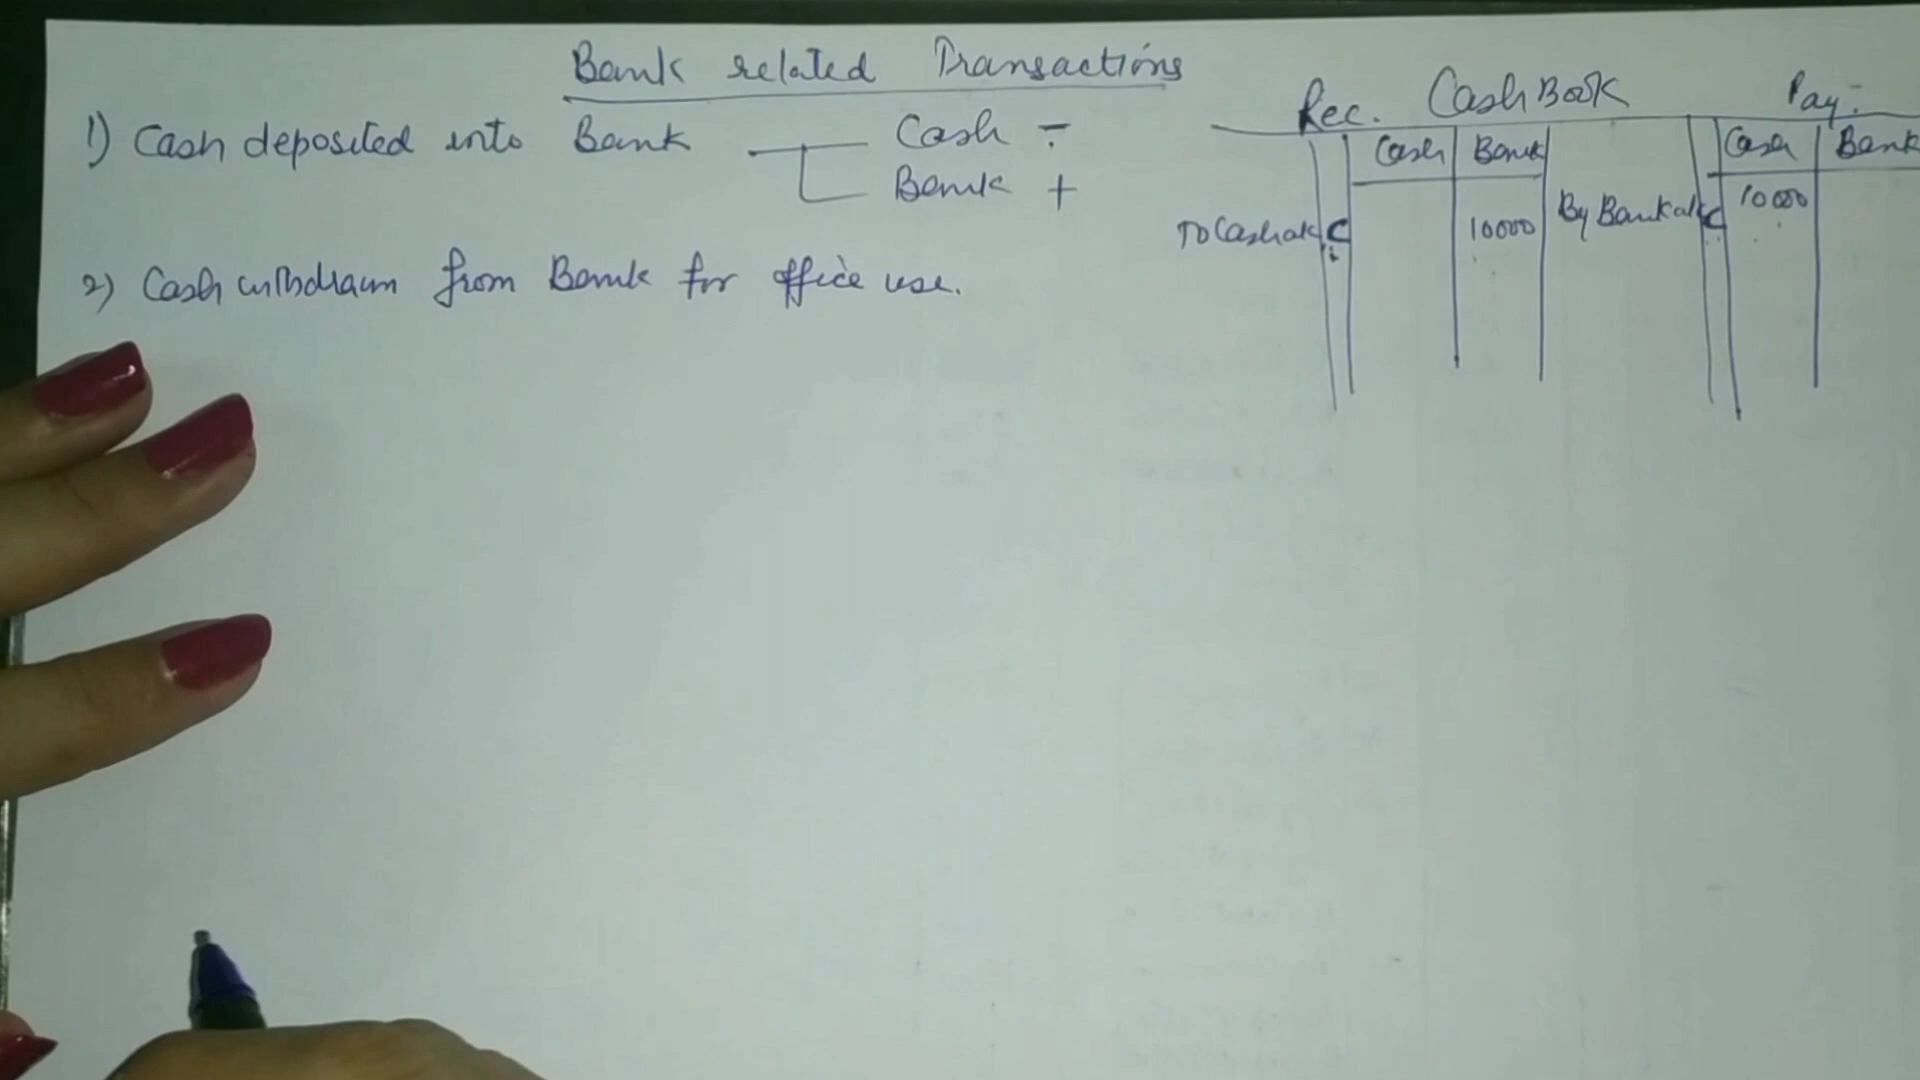 Bank related Transactions
1) Cash deposited into Bank
Cash -
Bank +
2) Cash withdrawn from Bank for office use.
Rec. Cash Book Pay.
Cash Bank Cash Bank
To Cash a/c C 10000 By Bank a/c C 10000